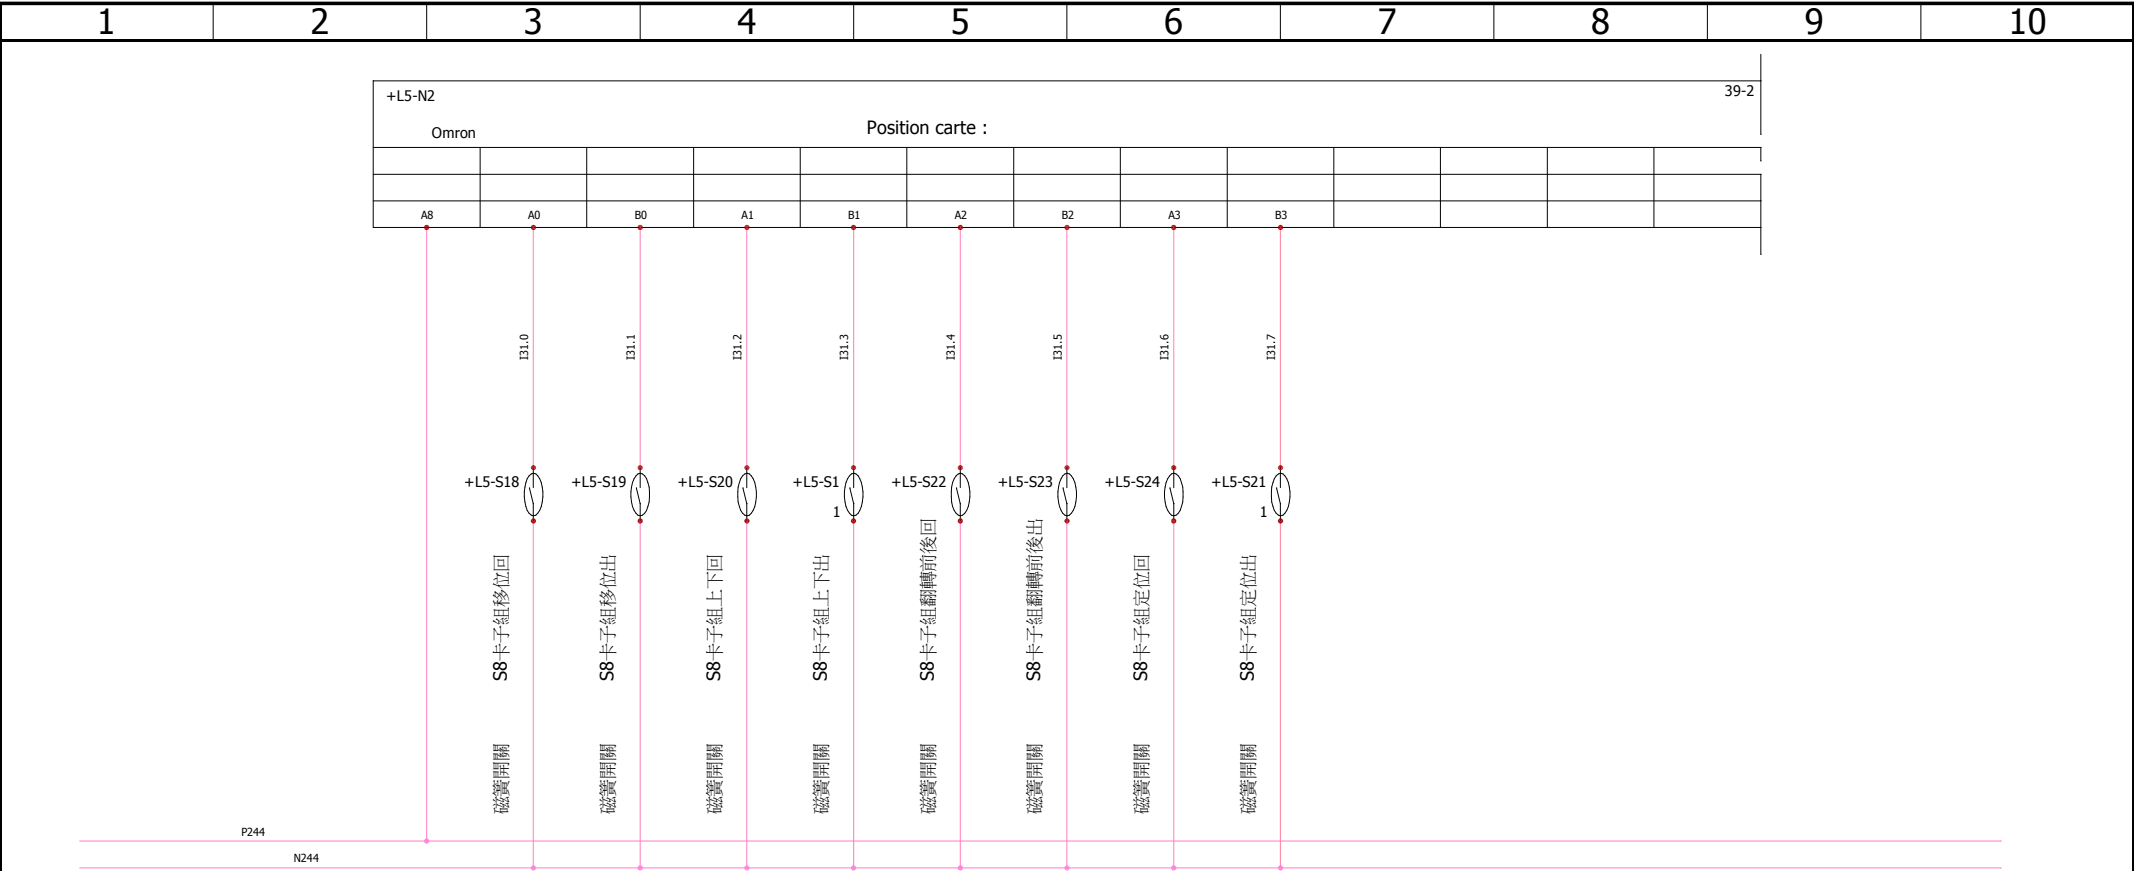 1 2 3 4 5 6 7 8 9 10
+L5-N2 39-2
Omron Position carte :
A8 A0 B0 A1 B1 A2 B2 A3 B3
I31.0 I31.1 I31.2 I31.3 I31.4 I31.5 I31.6 I31.7
+L5-S18 +L5-S19 +L5-S20 +L5-S1 +L5-S22 +L5-S23 +L5-S24 +L5-S21
1 1
S8卡子組移位回
S8卡子組移位出
S8卡子組上下回
S8卡子組上下出
S8卡子組翻轉前後回
S8卡子組翻轉前後出
S8卡子組定位回
S8卡子組定位出
磁簧開關
磁簧開關
磁簧開關
磁簧開關
磁簧開關
磁簧開關
磁簧開關
磁簧開關
P244
N244